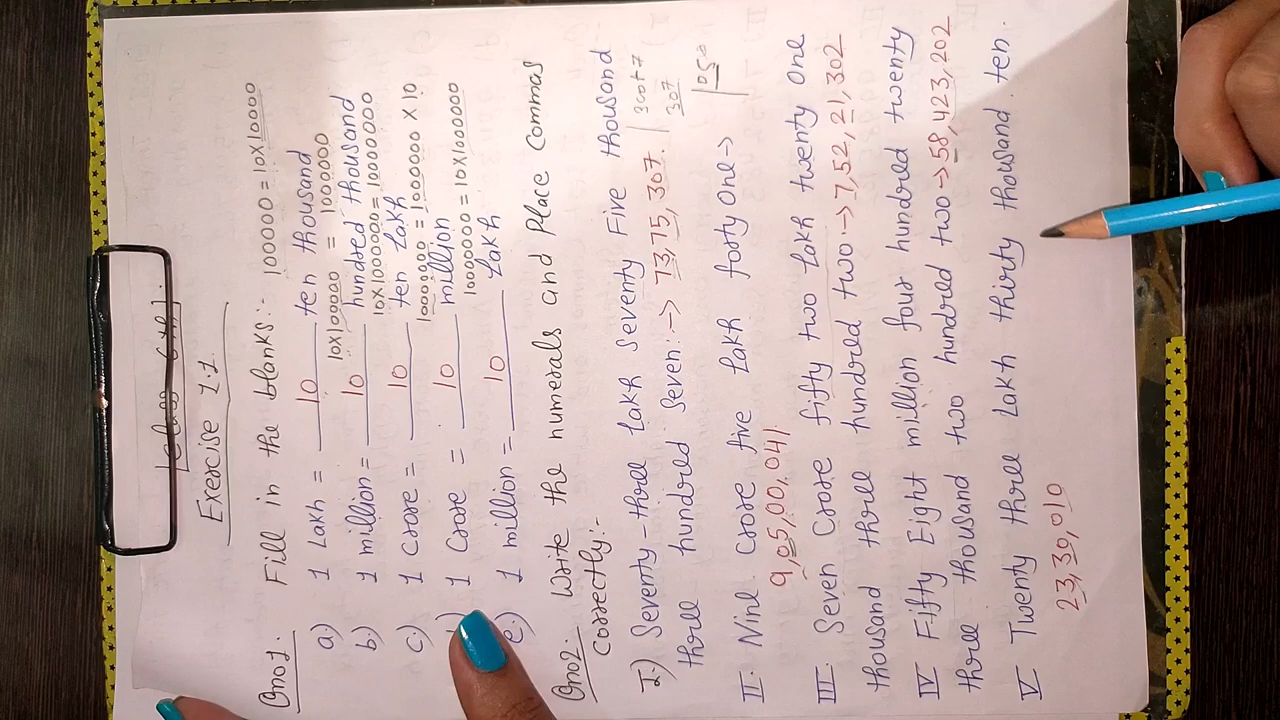 [Class 6th].
Exercise 1.1
Qno1. Fill in the blanks:- 100000 = 10×10000
a) 1 Lakh = 10 ten thousand
10×100000 = 1000000
b.) 1 million = 10 hundred thousand
10×1000000 = 10000000
c.) 1 crore = 10 ten lakh
10000000 = 1000000 ×10
) 1 Crore = 10 million
1000000 = 10×100000
e.) 1 million = 10 Lakh
Qno2. Write the numerals and Place Commas
Correctly:-
I.) Seventy-three Lakh Seventy Five thousand
three hundred Seven:-> 73,75,307. 300+7
307
II. Nine Crore five Lakh forty one->
9,05,00,041.
III. Seven Crore fifty two Lakh twenty One
thousand three hundred two -> 7,52,21,302
IV Fifty Eight million four hundred twenty
three thousand two hundred two -> 58,423,202
V Twenty three Lakh thirty thousand ten.
23,30,010